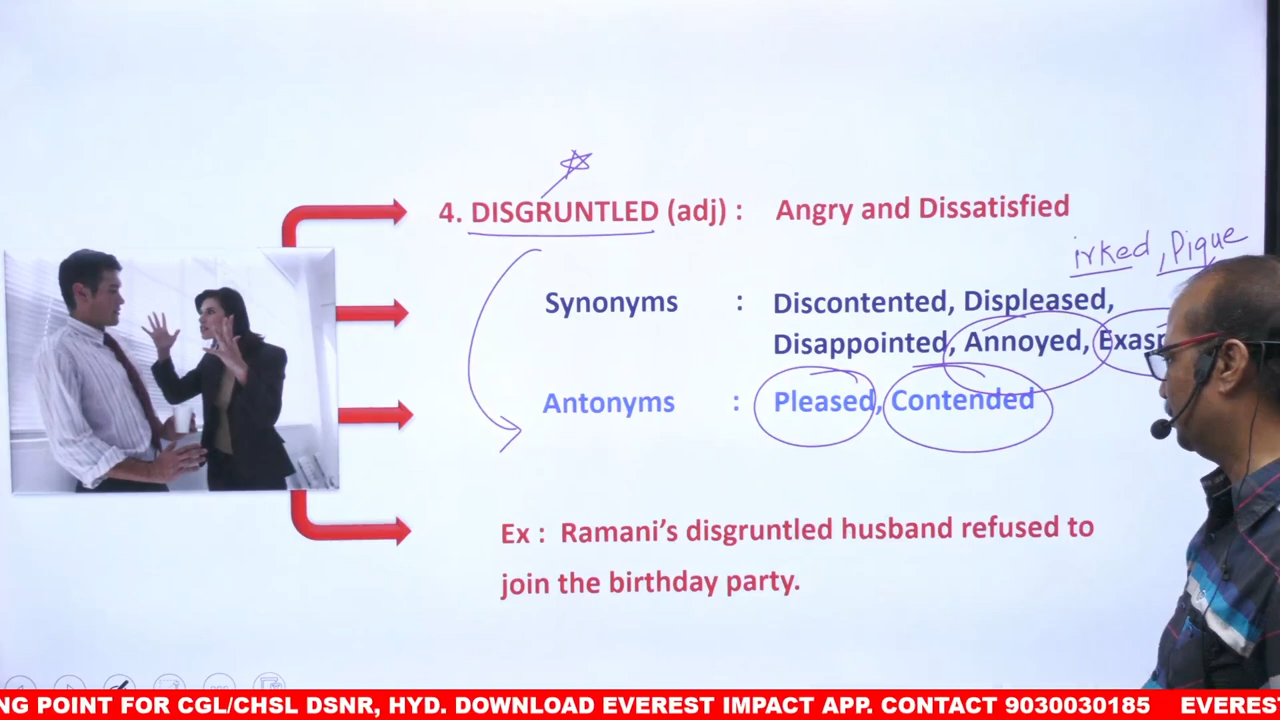 4. DISGRUNTLED (adj) : Angry and Dissatisfied
irked, Pique
Synonyms : Discontented, Displeased,
Disappointed, Annoyed,
Antonyms : Pleased, Contended
Ex : Ramani's disgruntled husband refused to
join the birthday party.
NG POINT FOR CGL/CHSL DSNR, HYD. DOWNLOAD EVEREST IMPACT APP. CONTACT 9030030185 EVERES